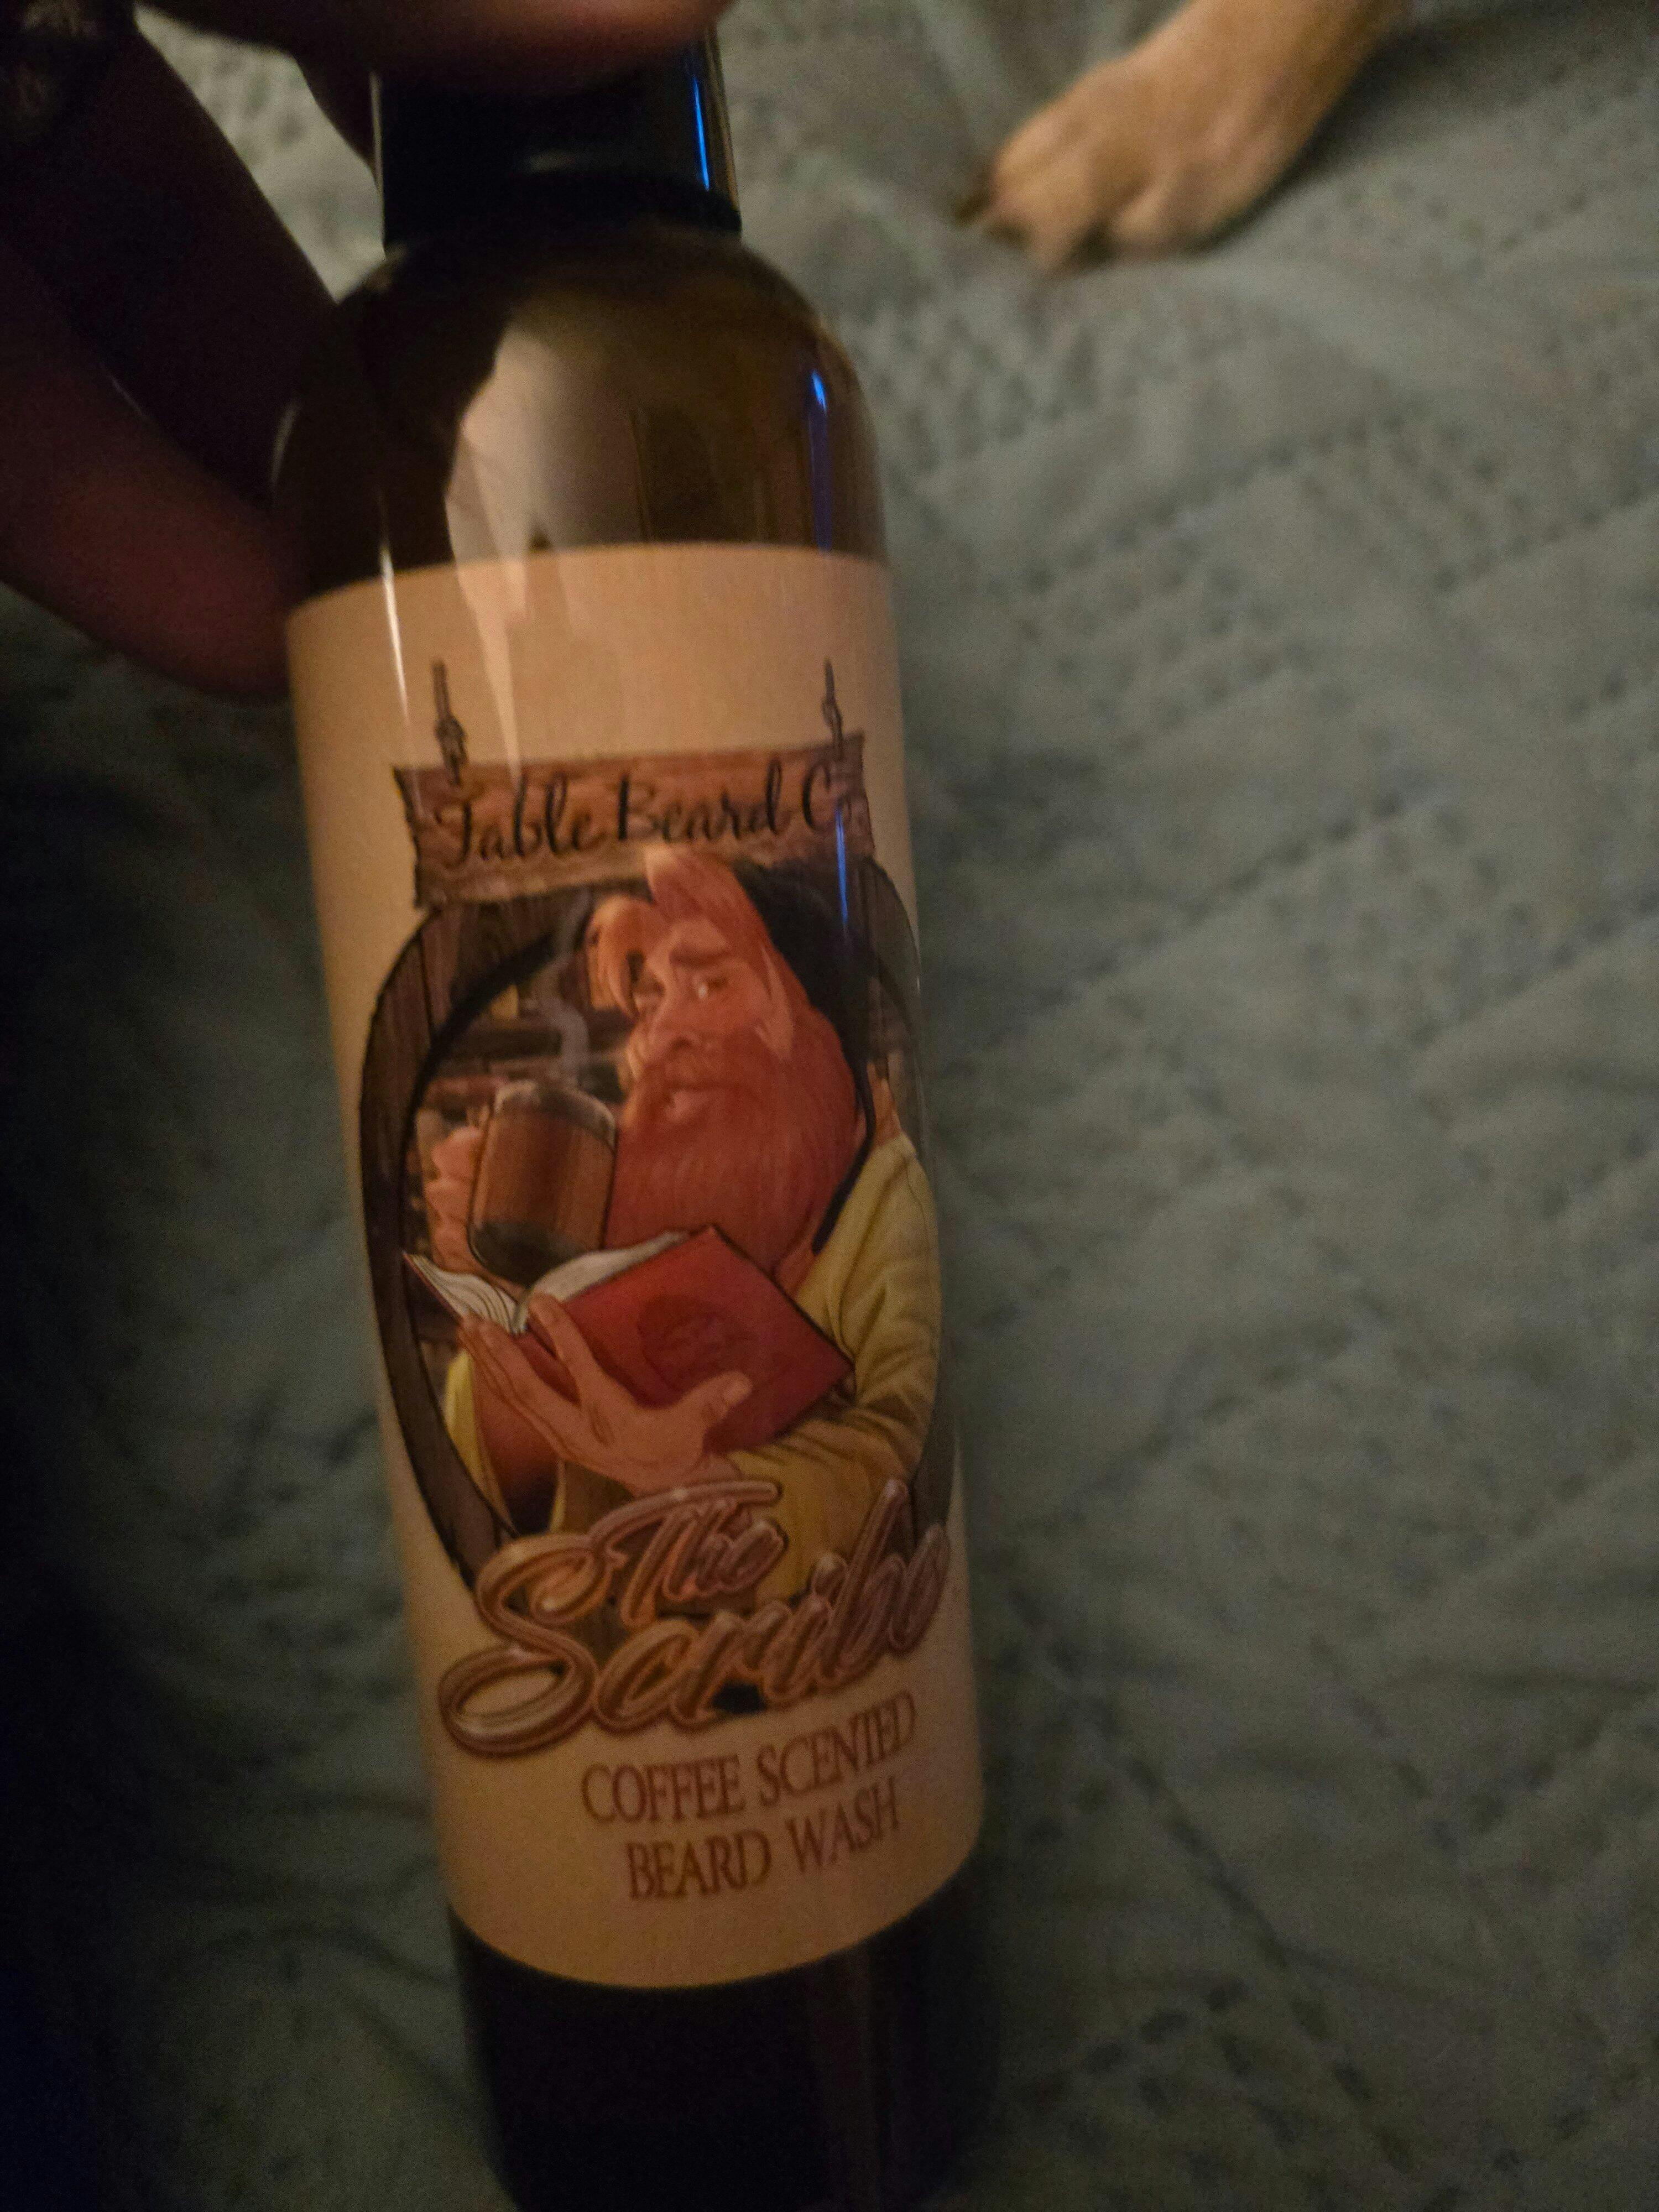 Fable Beard Co.
The
Scribe
COFFEE SCENTED
BEARD WASH